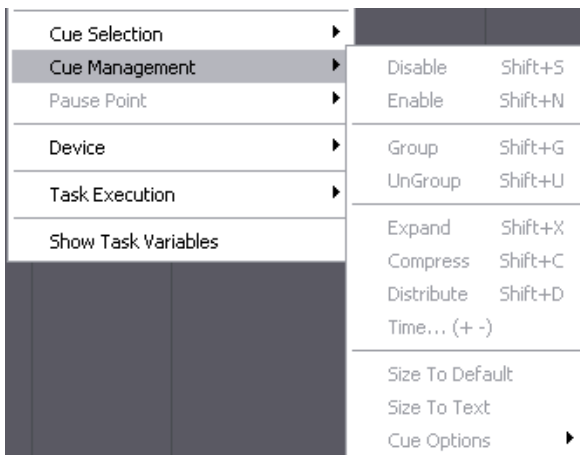 Cue Selection
Cue Management
Pause Point
Device
Task Execution
Show Task Variables
Disable Shift+S
Enable Shift+N
Group Shift+G
UnGroup Shift+U
Expand Shift+X
Compress Shift+C
Distribute Shift+D
Time... (+ -)
Size To Default
Size To Text
Cue Options